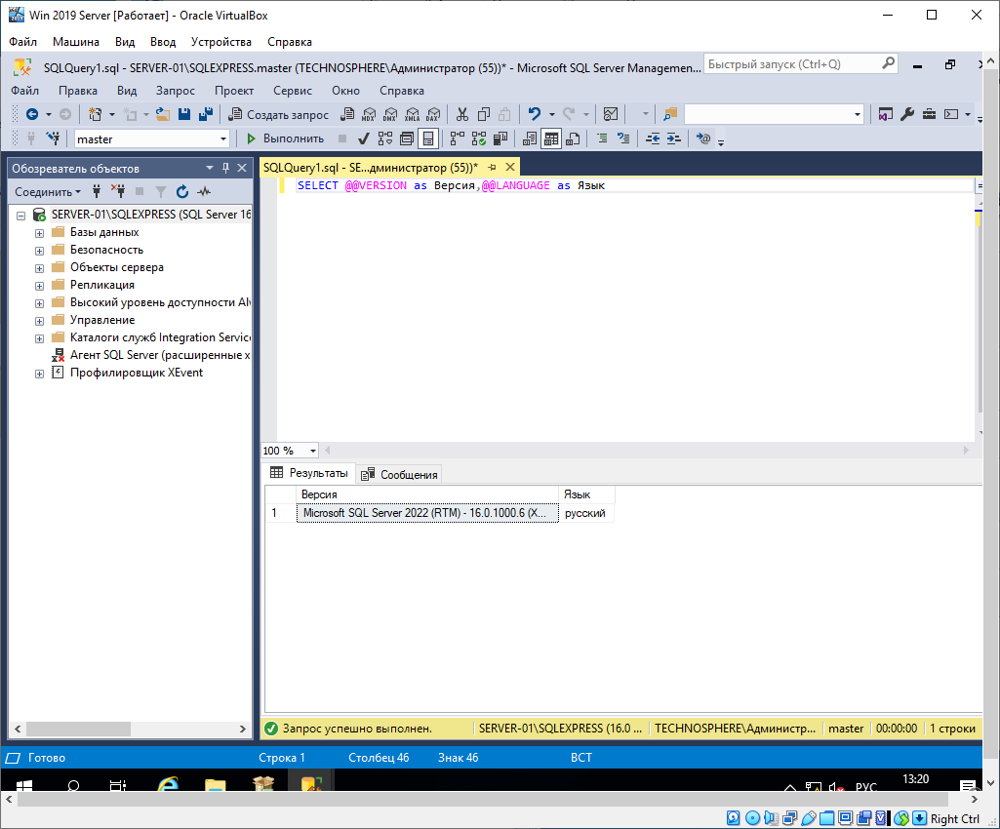 Win 2019 Server [Работает] - Oracle VirtualBox
Файл Машина Вид Ввод Устройства Справка
SQLQuery1.sql - SERVER-01\SQLEXPRESS.master (TECHNOSPHERE\Администратор (55))* - Microsoft SQL Server Managemen...
Быстрый запуск (Ctrl+Q)
Файл Правка Вид Запрос Проект Сервис Окно Справка
Создать запрос MDX DMX XMLA DAX
master Выполнить
Обозреватель объектов
SQLQuery1.sql - SE...дминистратор (55))*
Соединить
SELECT @@VERSION as Версия,@@LANGUAGE as Язык
SERVER-01\SQLEXPRESS (SQL Server 16
Базы данных
Безопасность
Объекты сервера
Репликация
Высокий уровень доступности Alw
Управление
Каталоги служб Integration Servic
Агент SQL Server (расширенные х
Профилировщик XEvent
100 %
Результаты Сообщения
Версия Язык
1 Microsoft SQL Server 2022 (RTM) - 16.0.1000.6 (X... русский
Запрос успешно выполнен. SERVER-01\SQLEXPRESS (16.0 ... TECHNOSPHERE\Администр... master 00:00:00 1 строки
Готово Строка 1 Столбец 46 Знак 46 ВСТ
РУС 13:20
Right Ctrl